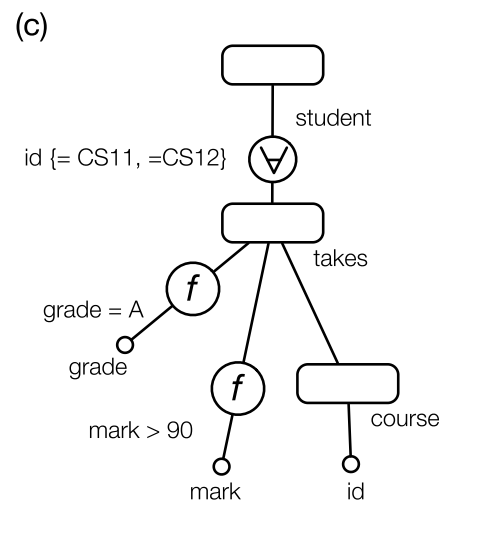 (c)
student
id {= CS11, =CS12}
∀
takes
f
grade = A
grade
f
course
mark > 90
mark
id